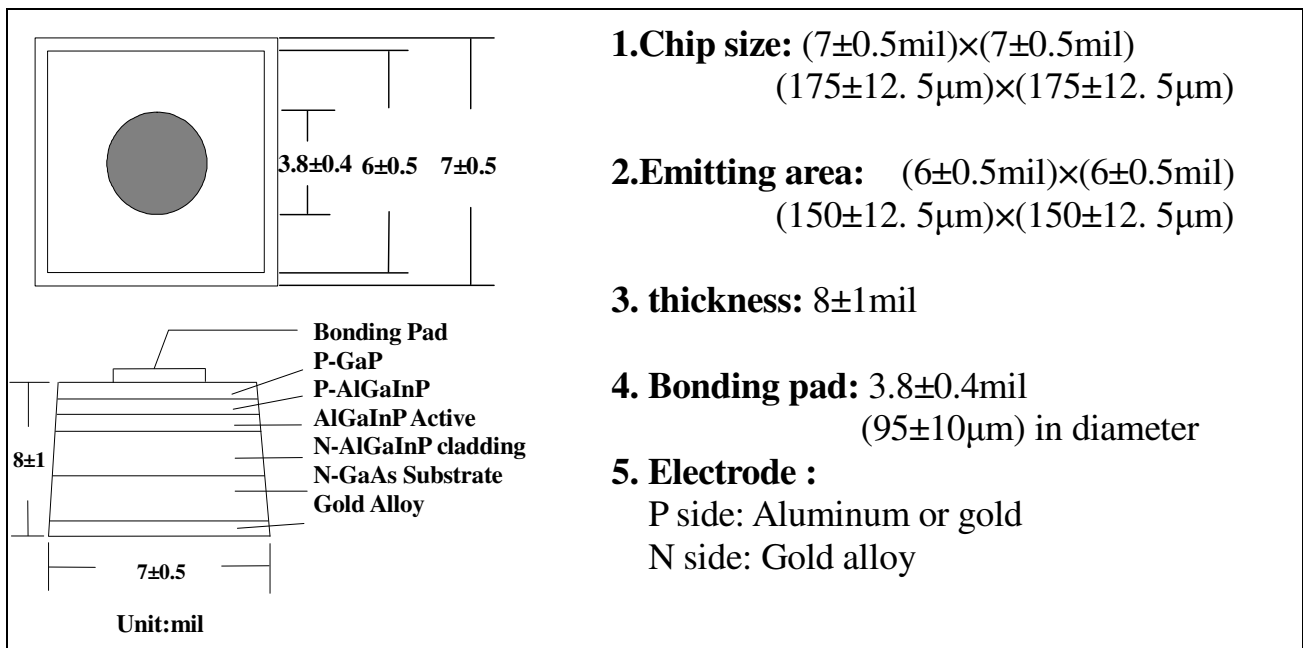 3.8±0.4 6±0.5 7±0.5
Bonding Pad
P-GaP
P-AlGaInP
AlGaInP Active
N-AlGaInP cladding
N-GaAs Substrate
Gold Alloy
8±1
7±0.5
Unit:mil
1.Chip size: (7±0.5mil)×(7±0.5mil)
(175±12. 5μm)×(175±12. 5μm)
2.Emitting area: (6±0.5mil)×(6±0.5mil)
(150±12. 5μm)×(150±12. 5μm)
3. thickness: 8±1mil
4. Bonding pad: 3.8±0.4mil
(95±10μm) in diameter
5. Electrode :
P side: Aluminum or gold
N side: Gold alloy